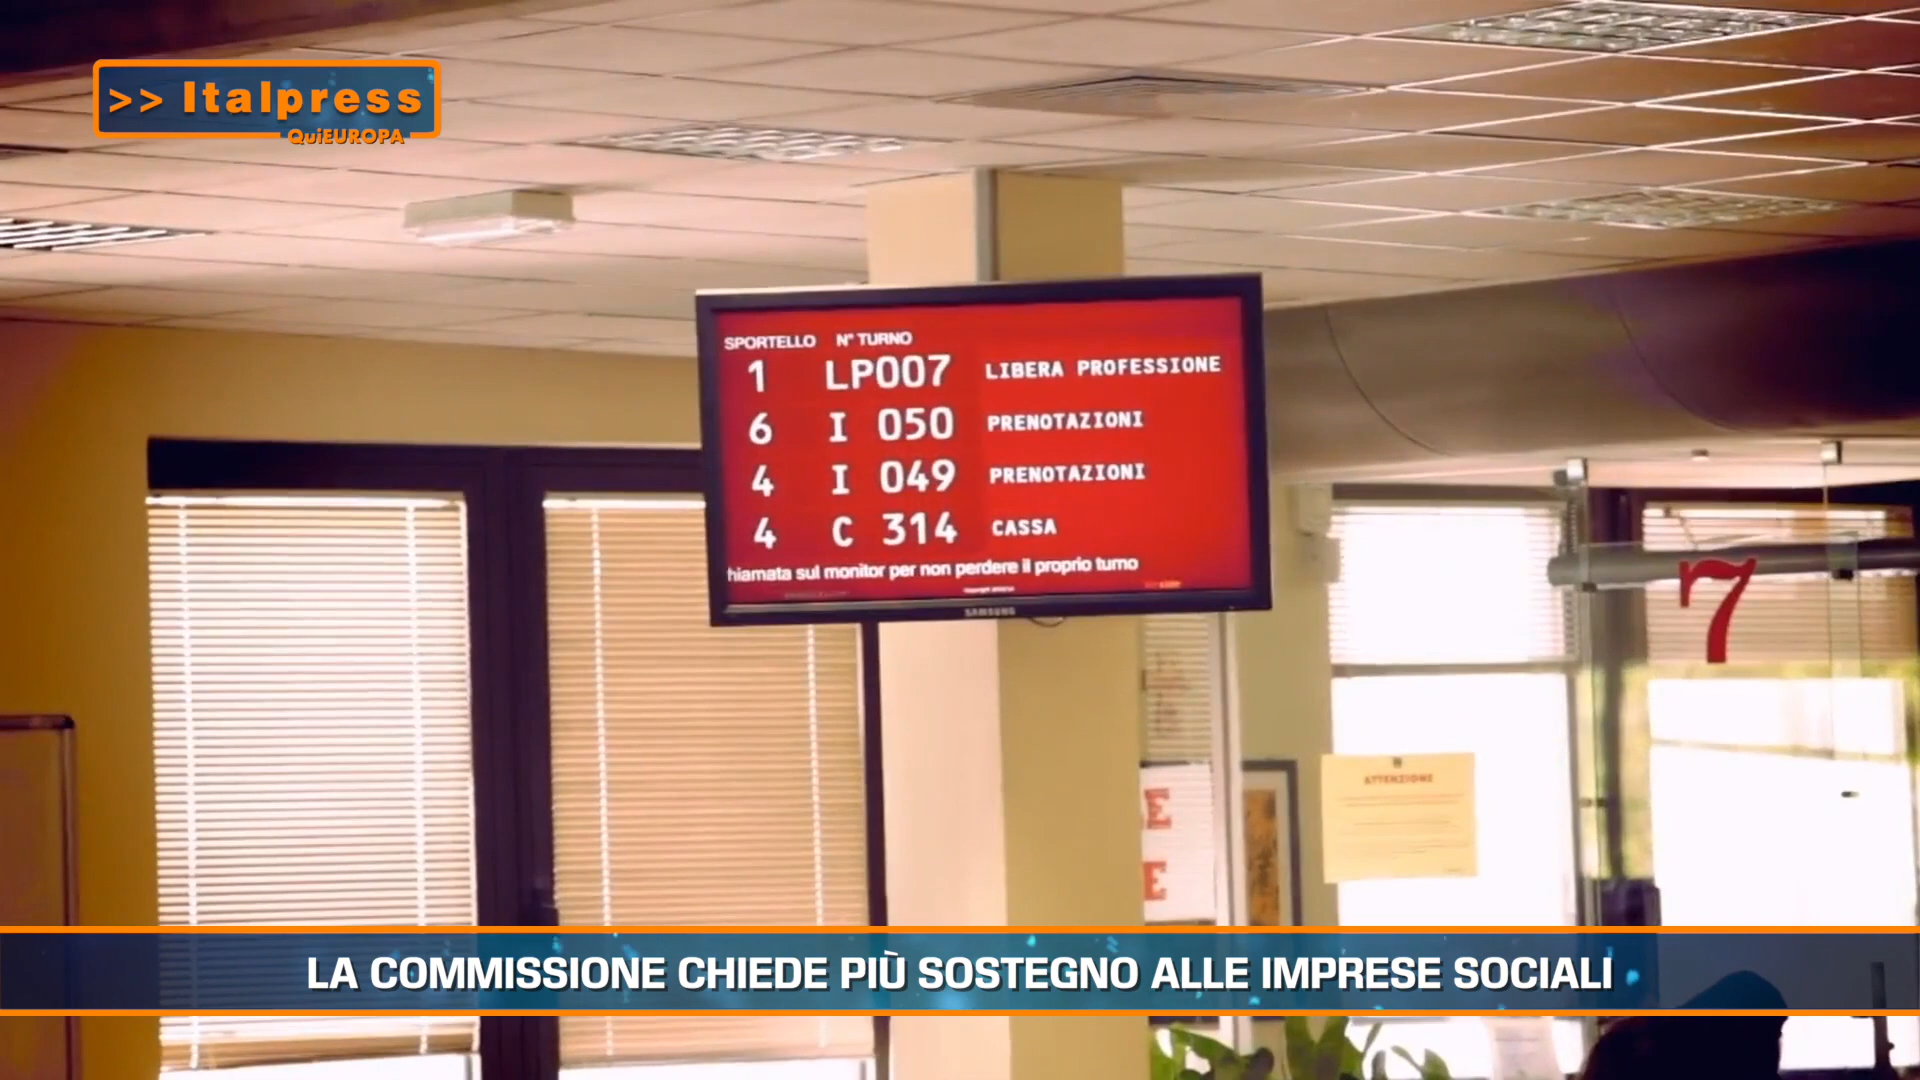 >> Italpress
QuiEUROPA
SPORTELLO N° TURNO
1 LP007 LIBERA PROFESSIONE
6 I 050 PRENOTAZIONI
4 I 049 PRENOTAZIONI
4 C 314 CASSA
hiamata sul monitor per non perdere il proprio turno
SAMSUNG
7
ATTENZIONE
E
E
LA COMMISSIONE CHIEDE PIÙ SOSTEGNO ALLE IMPRESE SOCIALI